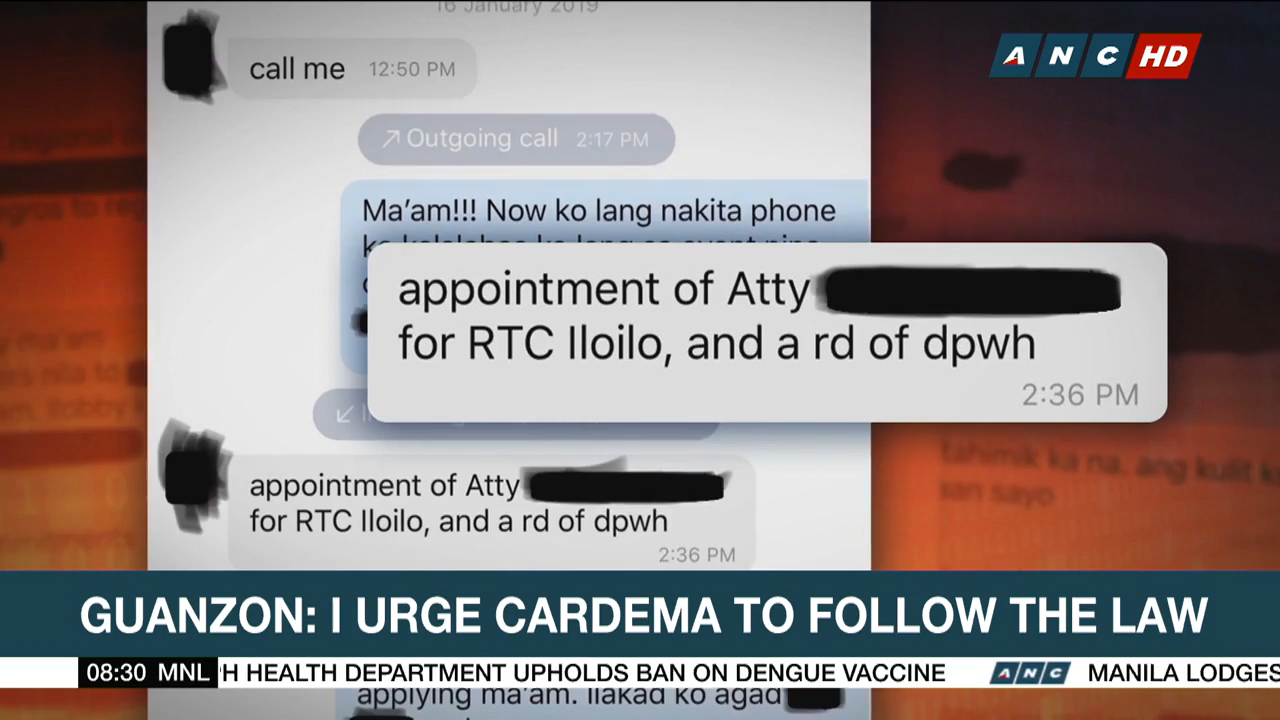 16 January 2019
ANC HD
call me 12:50 PM
Outgoing call 2:17 PM
Ma'am!!! Now ko lang nakita phone
appointment of Atty
for RTC Iloilo, and a rd of dpwh
2:36 PM
appointment of Atty
for RTC Iloilo, and a rd of dpwh
2:36 PM
tahimik ka na. ang kulit
san sayo
GUANZON: I URGE CARDEMA TO FOLLOW THE LAW
08:30 MNL PH HEALTH DEPARTMENT UPHOLDS BAN ON DENGUE VACCINE ANC MANILA LODGES
applying ma'am. Ilakad ko agad